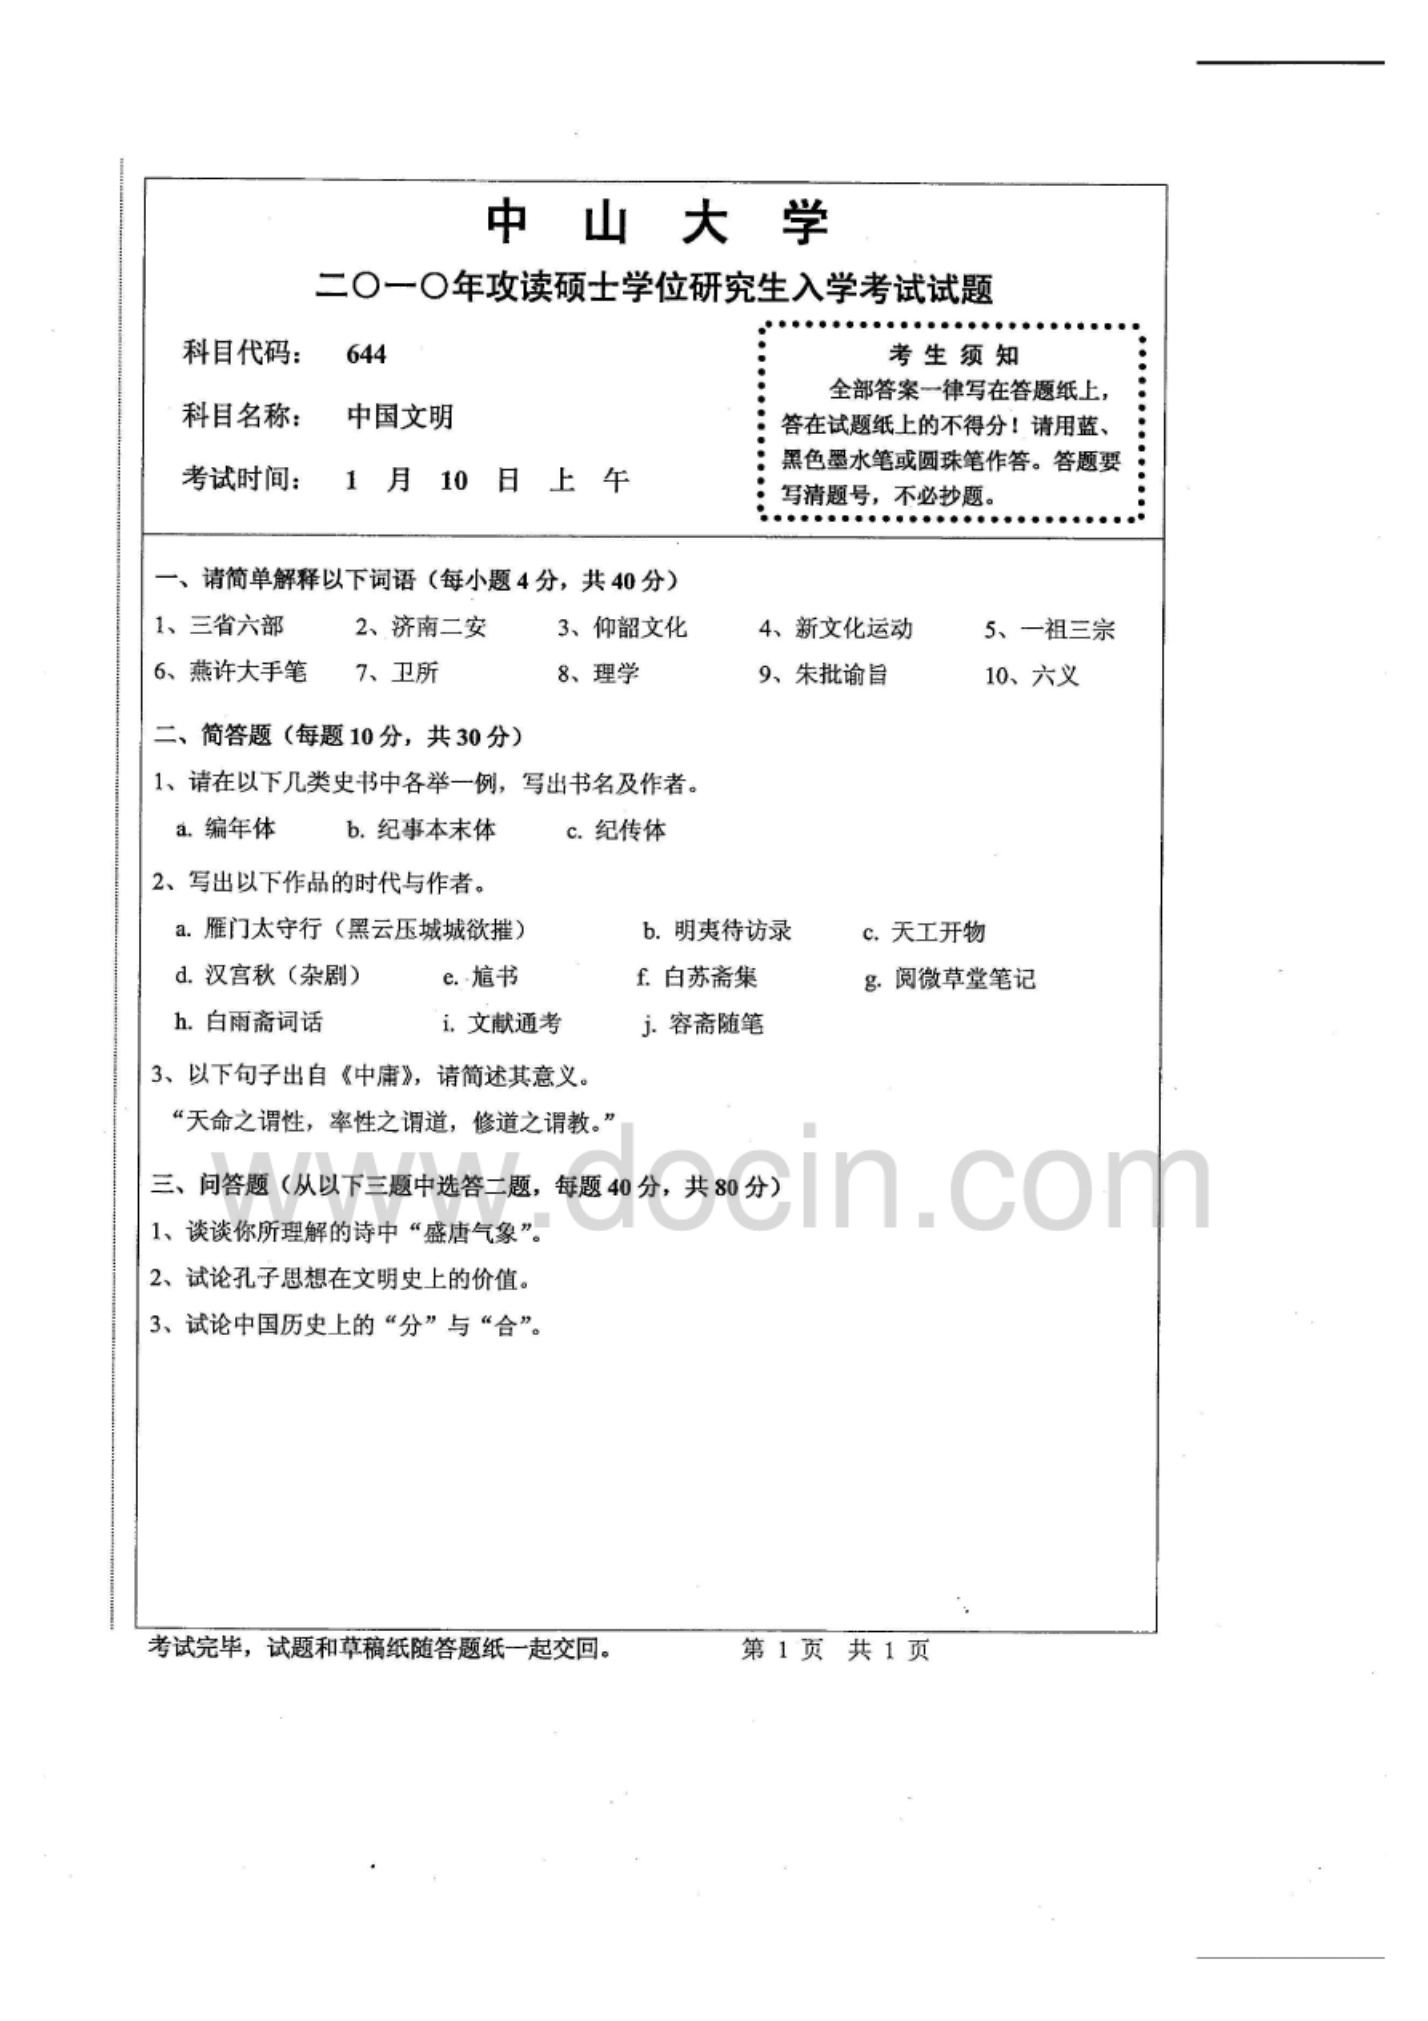 中 山 大 学
二〇一〇年攻读硕士学位研究生入学考试试题
科目代码： 644
科目名称： 中国文明
考试时间： 1 月 10 日 上 午
考 生 须 知
全部答案一律写在答题纸上，
答在试题纸上的不得分！请用蓝、
黑色墨水笔或圆珠笔作答。答题要
写清题号，不必抄题。
一、请简单解释以下词语（每小题 4 分，共 40 分）
1、三省六部 2、济南二安 3、仰韶文化 4、新文化运动 5、一祖三宗
6、燕许大手笔 7、卫所 8、理学 9、朱批谕旨 10、六义
二、简答题（每题 10 分，共 30 分）
1、请在以下几类史书中各举一例，写出书名及作者。
a. 编年体 b. 纪事本末体 c. 纪传体
2、写出以下作品的时代与作者。
a. 雁门太守行（黑云压城城欲摧） b. 明夷待访录 c. 天工开物
d. 汉宫秋（杂剧） e. 訄书 f. 白苏斋集 g. 阅微草堂笔记
h. 白雨斋词话 i. 文献通考 j. 容斋随笔
3、以下句子出自《中庸》，请简述其意义。
“天命之谓性，率性之谓道，修道之谓教。”
www.docin.com
三、问答题（从以下三题中选答二题，每题 40 分，共 80 分）
1、谈谈你所理解的诗中“盛唐气象”。
2、试论孔子思想在文明史上的价值。
3、试论中国历史上的“分”与“合”。
考试完毕，试题和草稿纸随答题纸一起交回。 第 1 页 共 1 页